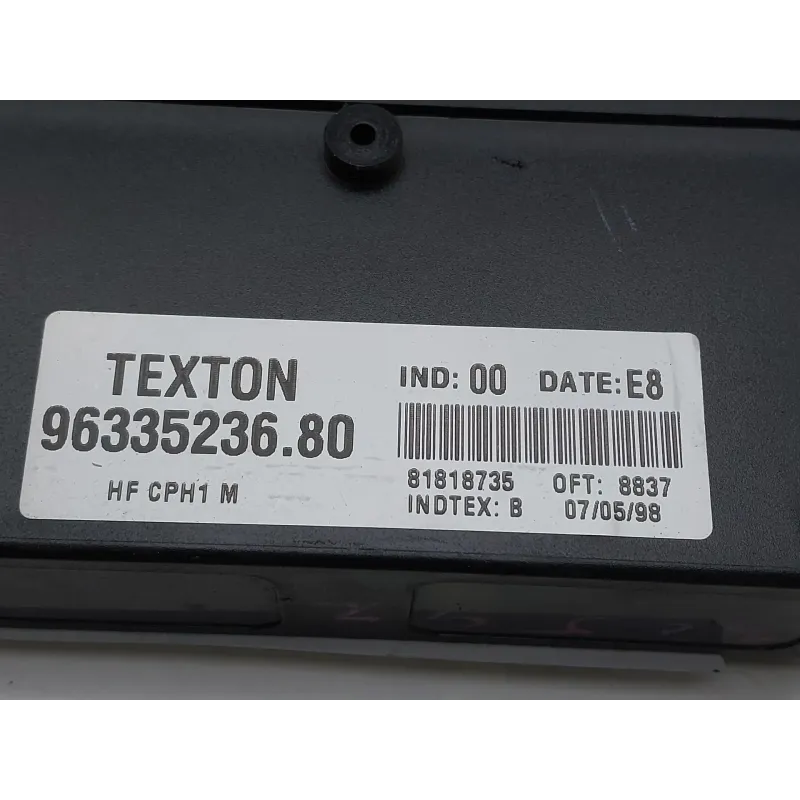 TEXTON
96335236.80
HF CPH1 M
IND: 00 DATE: E8
81818735 OFT: 8837
INDTEX: B 07/05/98